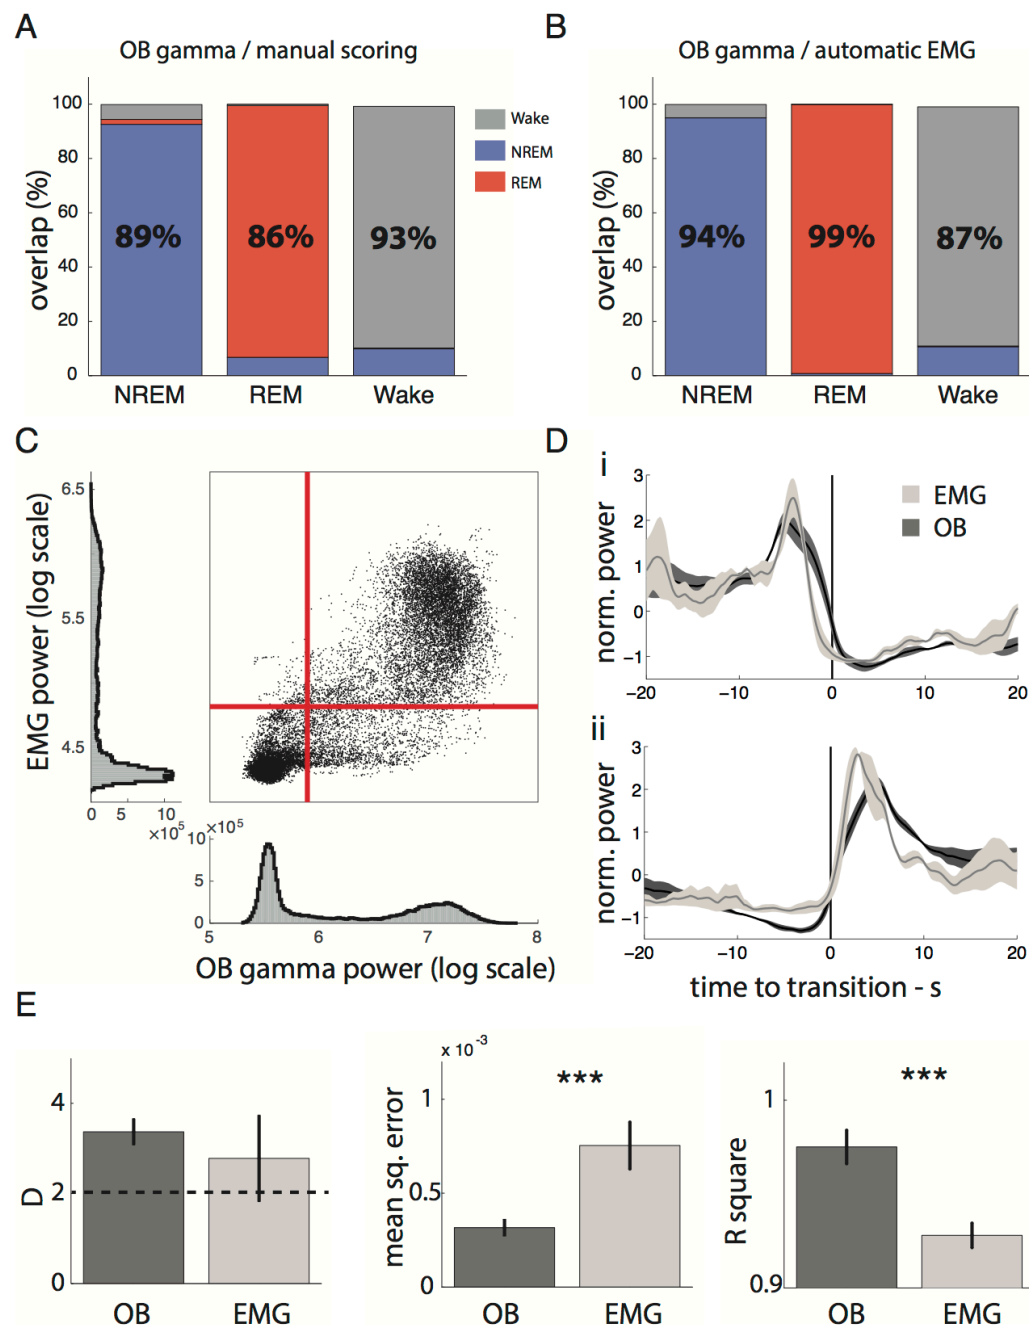 A
OB gamma / manual scoring
overlap (%)
100
80
60
40
20
0
89%
86%
93%
NREM
REM
Wake
Wake
NREM
REM
B
OB gamma / automatic EMG
overlap (%)
100
80
60
40
20
0
94%
99%
87%
NREM
REM
Wake
C
EMG power (log scale)
6.5
5.5
4.5
0 5 10
×10⁵
×10⁵
10
5
0
5 6 7 8
OB gamma power (log scale)
D
i
norm. power
3
2
1
0
−1
−20 −10 0 10 20
EMG
OB
ii
norm. power
3
2
1
0
−1
−20 −10 0 10 20
time to transition - s
E
D
4
2
0
OB EMG
x 10⁻³
mean sq. error
1
0.5
0
***
OB EMG
R square
1
0.9
***
OB EMG